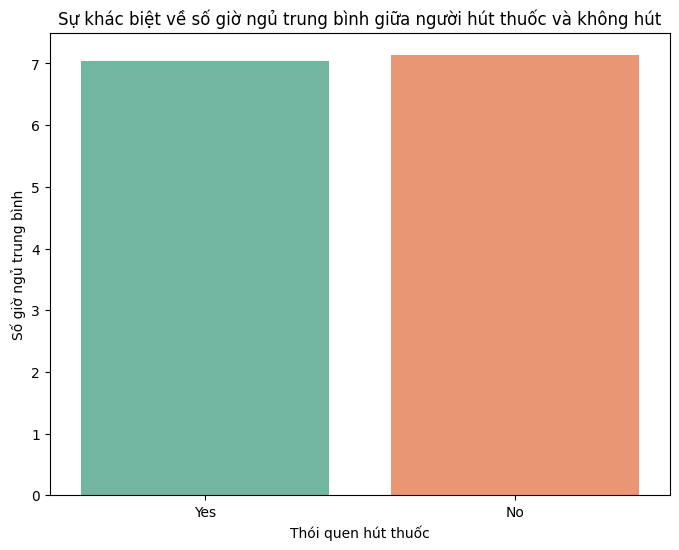 Sự khác biệt về số giờ ngủ trung bình giữa người hút thuốc và không hút
Số giờ ngủ trung bình
7
6
5
4
3
2
1
0
Yes
No
Thói quen hút thuốc